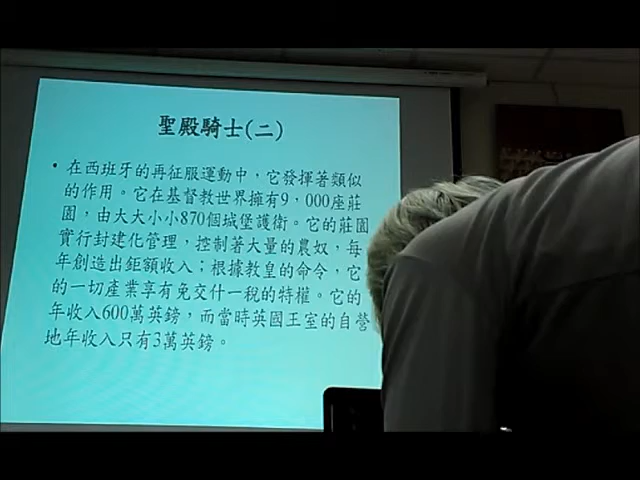 聖殿騎士(二)
• 在西班牙的再征服運動中，它發揮著類似
的作用。它在基督教世界擁有9，000座莊
園，由大大小小870個城堡護衛。它的莊園
實行封建化管理，控制著大量的農奴，每
年創造出鉅額收入；根據教皇的命令，它
的一切產業享有免交什一稅的特權。它的
年收入600萬英鎊，而當時英國王室的自營
地年收入只有3萬英鎊。